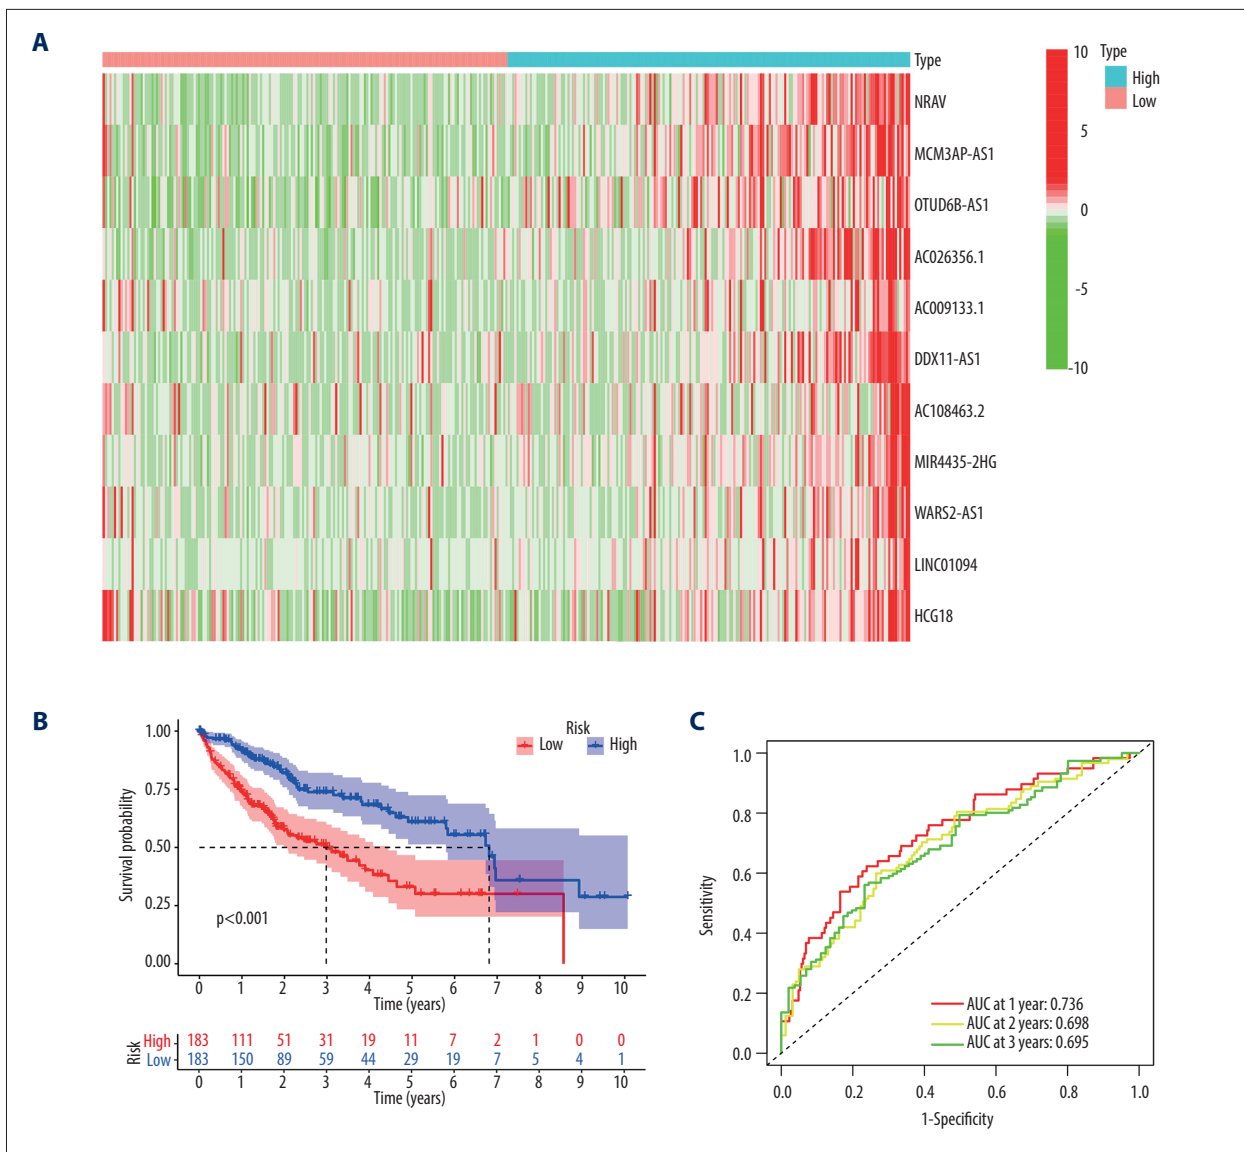 A
Type
NRAV
MCM3AP-AS1
OTUD6B-AS1
AC026356.1
AC009133.1
DDX11-AS1
AC108463.2
MIR4435-2HG
WARS2-AS1
LINC01094
HCG18
10
5
0
-5
-10
Type
High
Low
B
Risk
Low High
Survival probability
1.00
0.75
0.50
0.25
0.00
p<0.001
0 1 2 3 4 5 6 7 8 9 10
Time (years)
Risk
High 183 111 51 31 19 11 7 2 1 0 0
Low 183 150 89 59 44 29 19 7 5 4 1
0 1 2 3 4 5 6 7 8 9 10
Time (years)
C
Sensitivity
1.0
0.8
0.6
0.4
0.2
0.0
AUC at 1 year: 0.736
AUC at 2 years: 0.698
AUC at 3 years: 0.695
0.0 0.2 0.4 0.6 0.8 1.0
1-Specificity